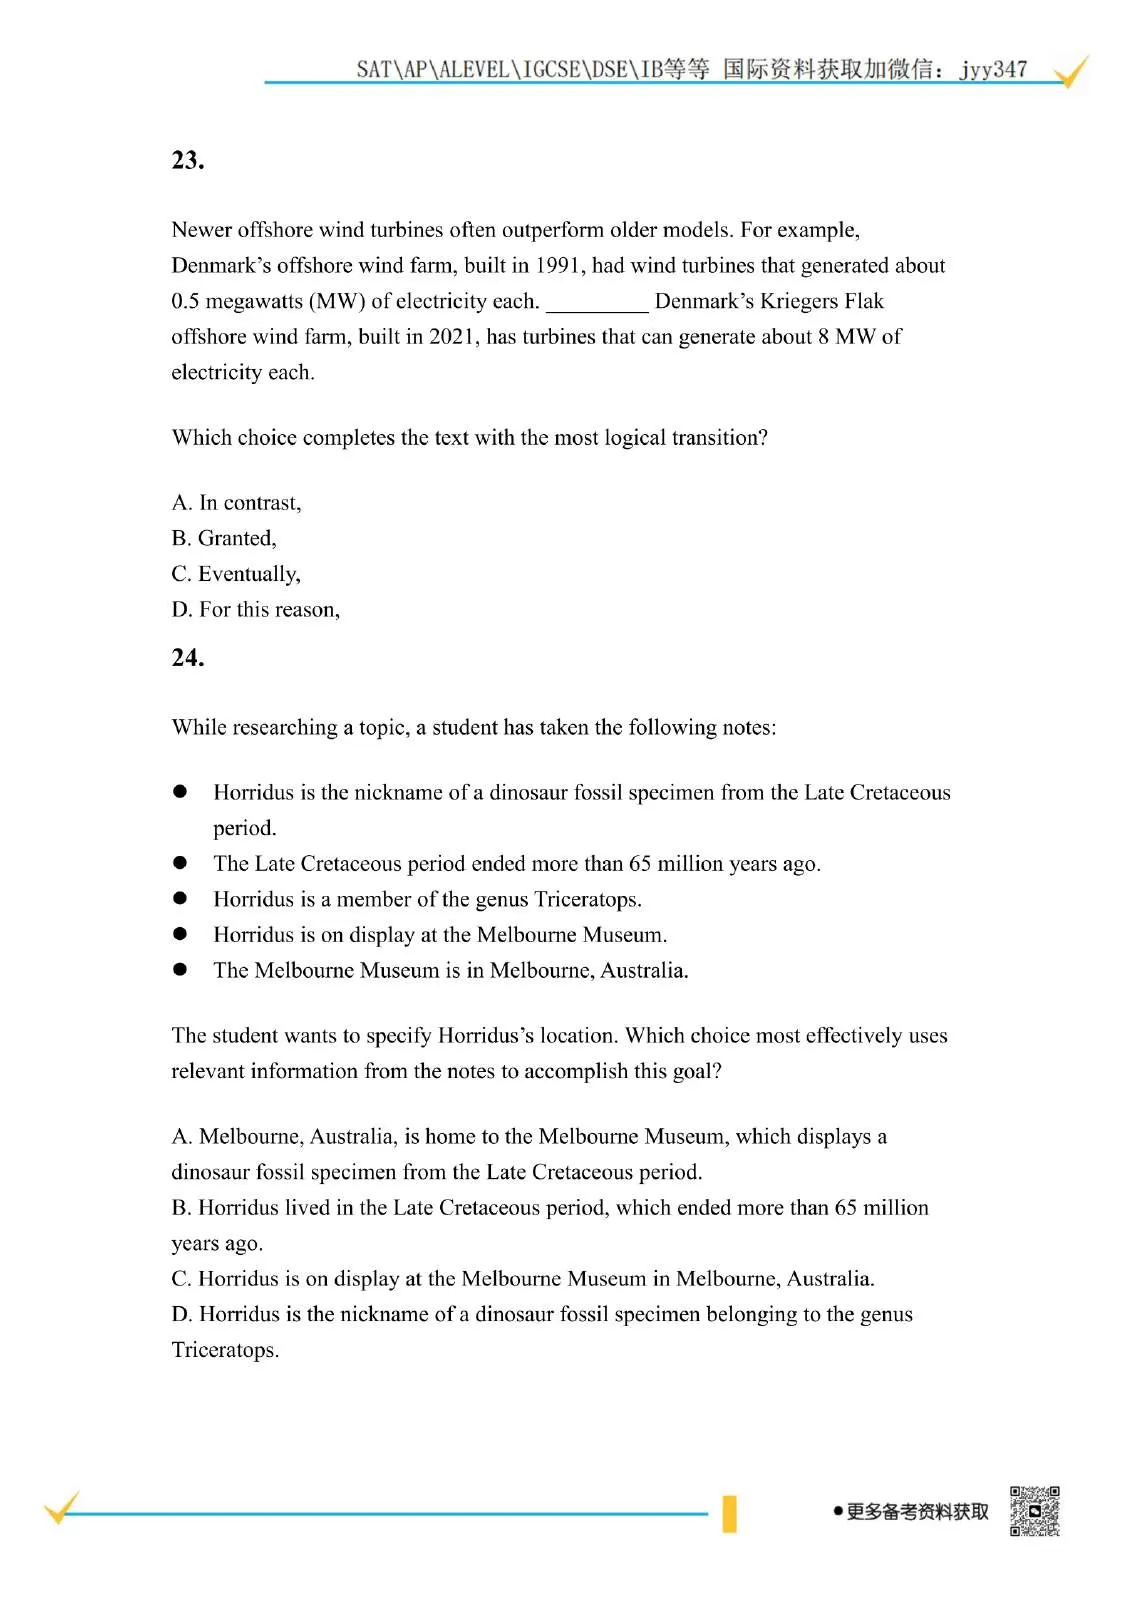 SAT\AP\ALEVEL\IGCSE\DSE\IB等等 国际资料获取加微信：jyy347
23.
Newer offshore wind turbines often outperform older models. For example,
Denmark’s offshore wind farm, built in 1991, had wind turbines that generated about
0.5 megawatts (MW) of electricity each. _________ Denmark’s Kriegers Flak
offshore wind farm, built in 2021, has turbines that can generate about 8 MW of
electricity each.
Which choice completes the text with the most logical transition?
A. In contrast,
B. Granted,
C. Eventually,
D. For this reason,
24.
While researching a topic, a student has taken the following notes:
● Horridus is the nickname of a dinosaur fossil specimen from the Late Cretaceous
period.
● The Late Cretaceous period ended more than 65 million years ago.
● Horridus is a member of the genus Triceratops.
● Horridus is on display at the Melbourne Museum.
● The Melbourne Museum is in Melbourne, Australia.
The student wants to specify Horridus’s location. Which choice most effectively uses
relevant information from the notes to accomplish this goal?
A. Melbourne, Australia, is home to the Melbourne Museum, which displays a
dinosaur fossil specimen from the Late Cretaceous period.
B. Horridus lived in the Late Cretaceous period, which ended more than 65 million
years ago.
C. Horridus is on display at the Melbourne Museum in Melbourne, Australia.
D. Horridus is the nickname of a dinosaur fossil specimen belonging to the genus
Triceratops.
●更多备考资料获取